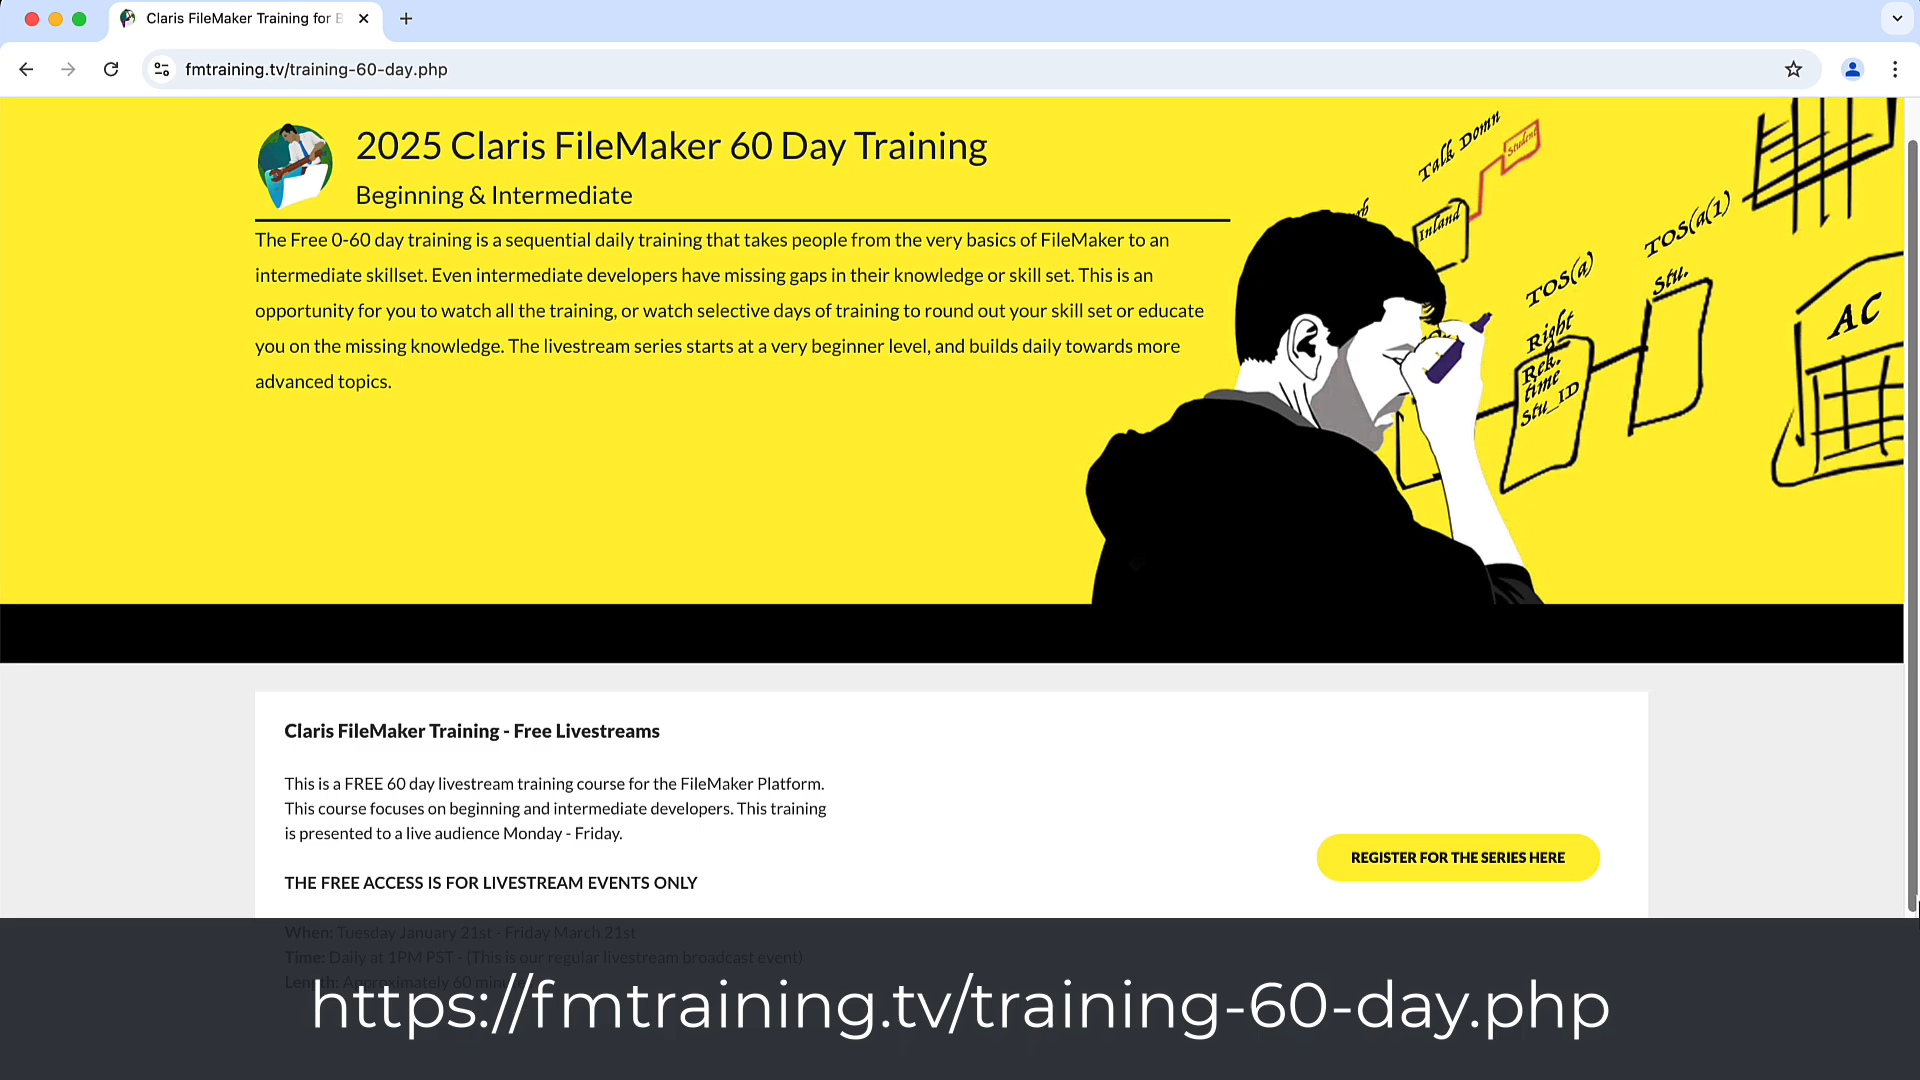 Claris FileMaker Training for B
fmtraining.tv/training-60-day.php
2025 Claris FileMaker 60 Day Training
Beginning & Intermediate
The Free 0-60 day training is a sequential daily training that takes people from the very basics of FileMaker to an
intermediate skillset. Even intermediate developers have missing gaps in their knowledge or skill set. This is an
opportunity for you to watch all the training, or watch selective days of training to round out your skill set or educate
you on the missing knowledge. The livestream series starts at a very beginner level, and builds daily towards more
advanced topics.
Talk Domn
Student
Inland
TOS(a)
TOS(a(1)
Stu.
Right
Rek.
time
Stu_ID
AC
Claris FileMaker Training - Free Livestreams
This is a FREE 60 day livestream training course for the FileMaker Platform.
This course focuses on beginning and intermediate developers. This training
is presented to a live audience Monday - Friday.
REGISTER FOR THE SERIES HERE
THE FREE ACCESS IS FOR LIVESTREAM EVENTS ONLY
When: Tuesday January 21st - Friday March 21st
Time: Daily at 1PM PST - (This is our regular livestream broadcast event)
Length: Approximately 60
https://fmtraining.tv/training-60-day.php